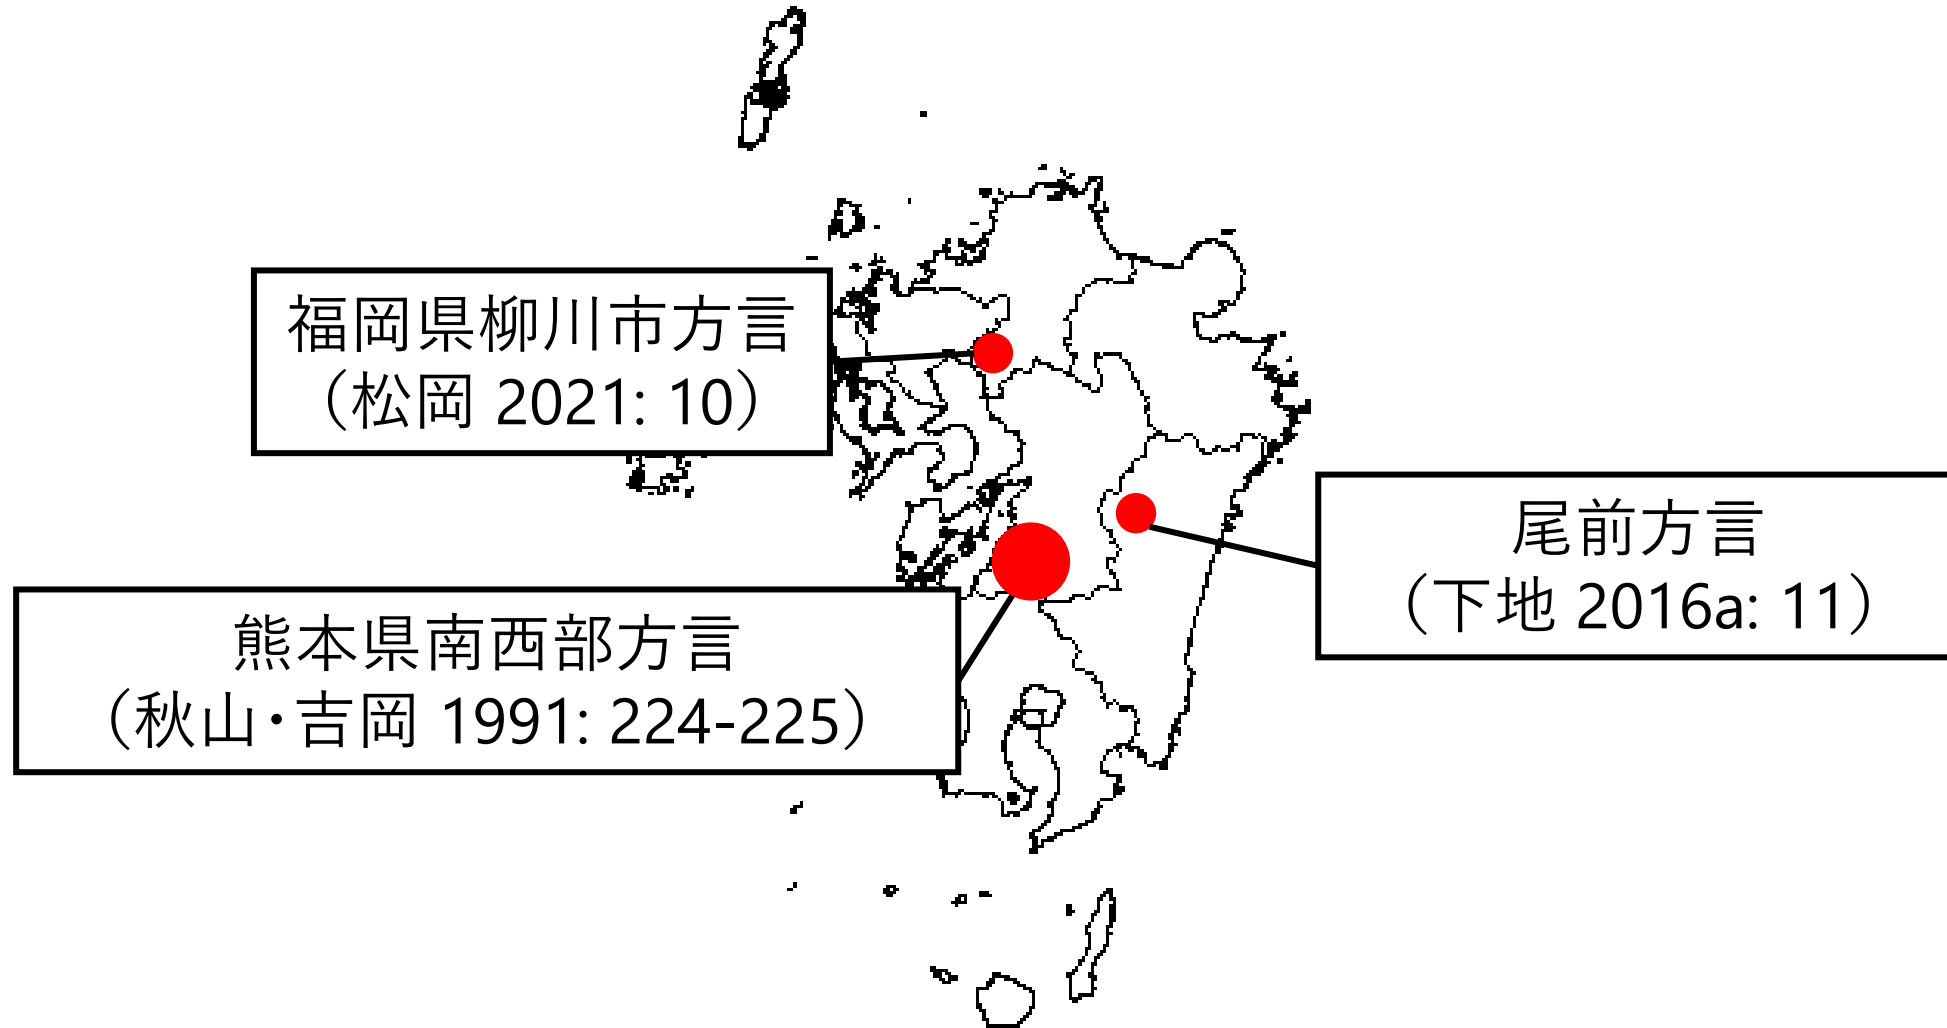 福岡県柳川市方言
（松岡 2021: 10）
尾前方言
（下地 2016a: 11）
熊本県南西部方言
（秋山・吉岡 1991: 224-225）